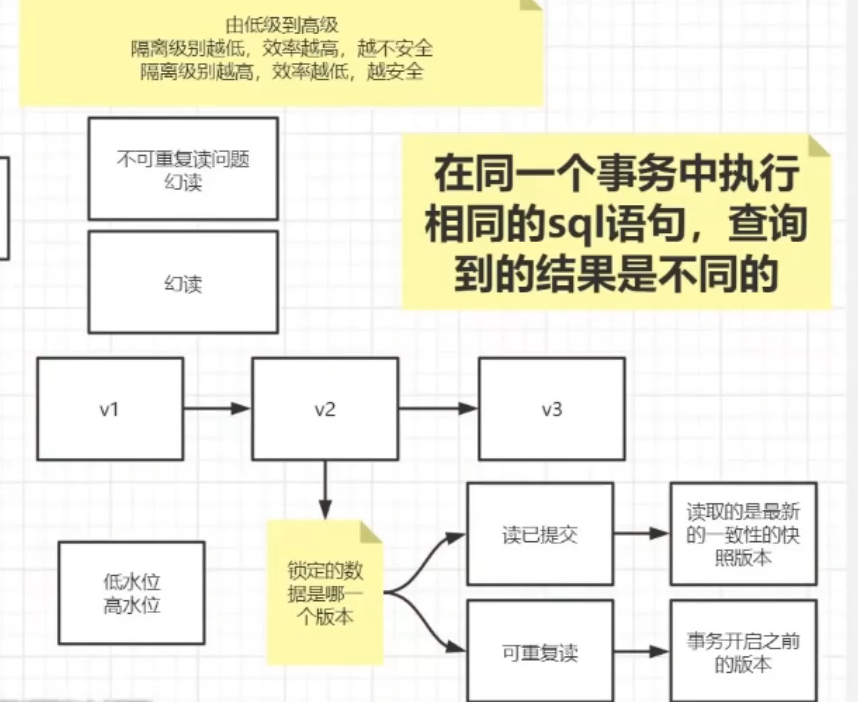 由低级到高级
隔离级别越低，效率越高，越不安全
隔离级别越高，效率越低，越安全
不可重复读问题
幻读
在同一个事务中执行
相同的sql语句，查询
到的结果是不同的
幻读
v1
v2
v3
读已提交
读取的是最新
的一致性的快
照版本
锁定的数
据是哪一
个版本
低水位
高水位
可重复读
事务开启之前
的版本